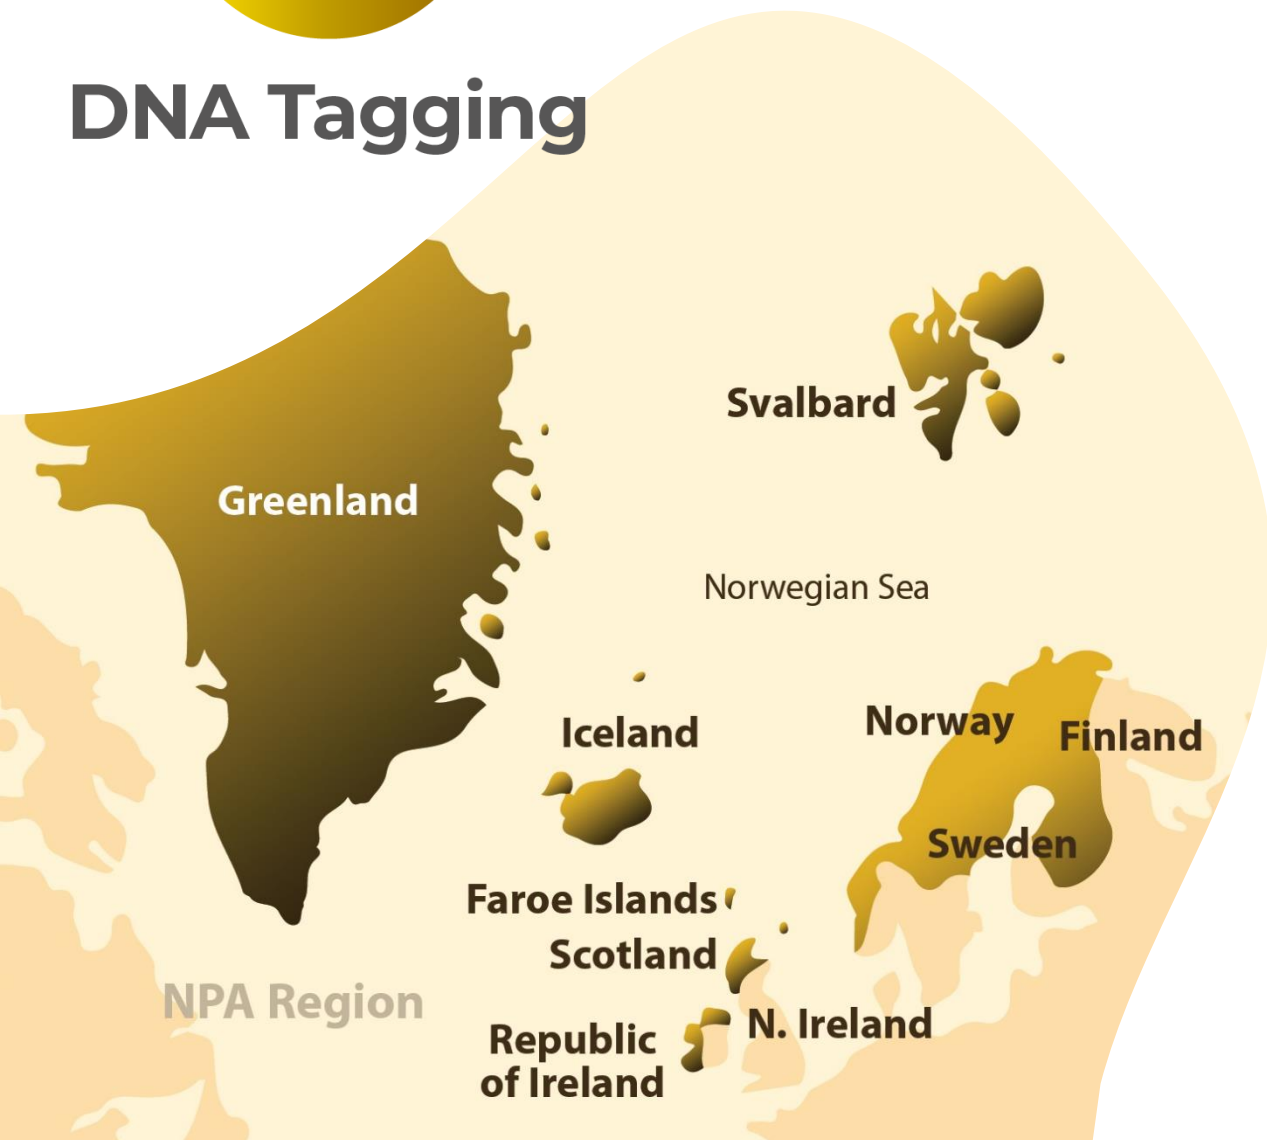 DNA Tagging
Svalbard
Greenland
Norwegian Sea
Norway
Finland
Iceland
Sweden
Faroe Islands
Scotland
NPA Region
N. Ireland
Republic
of Ireland